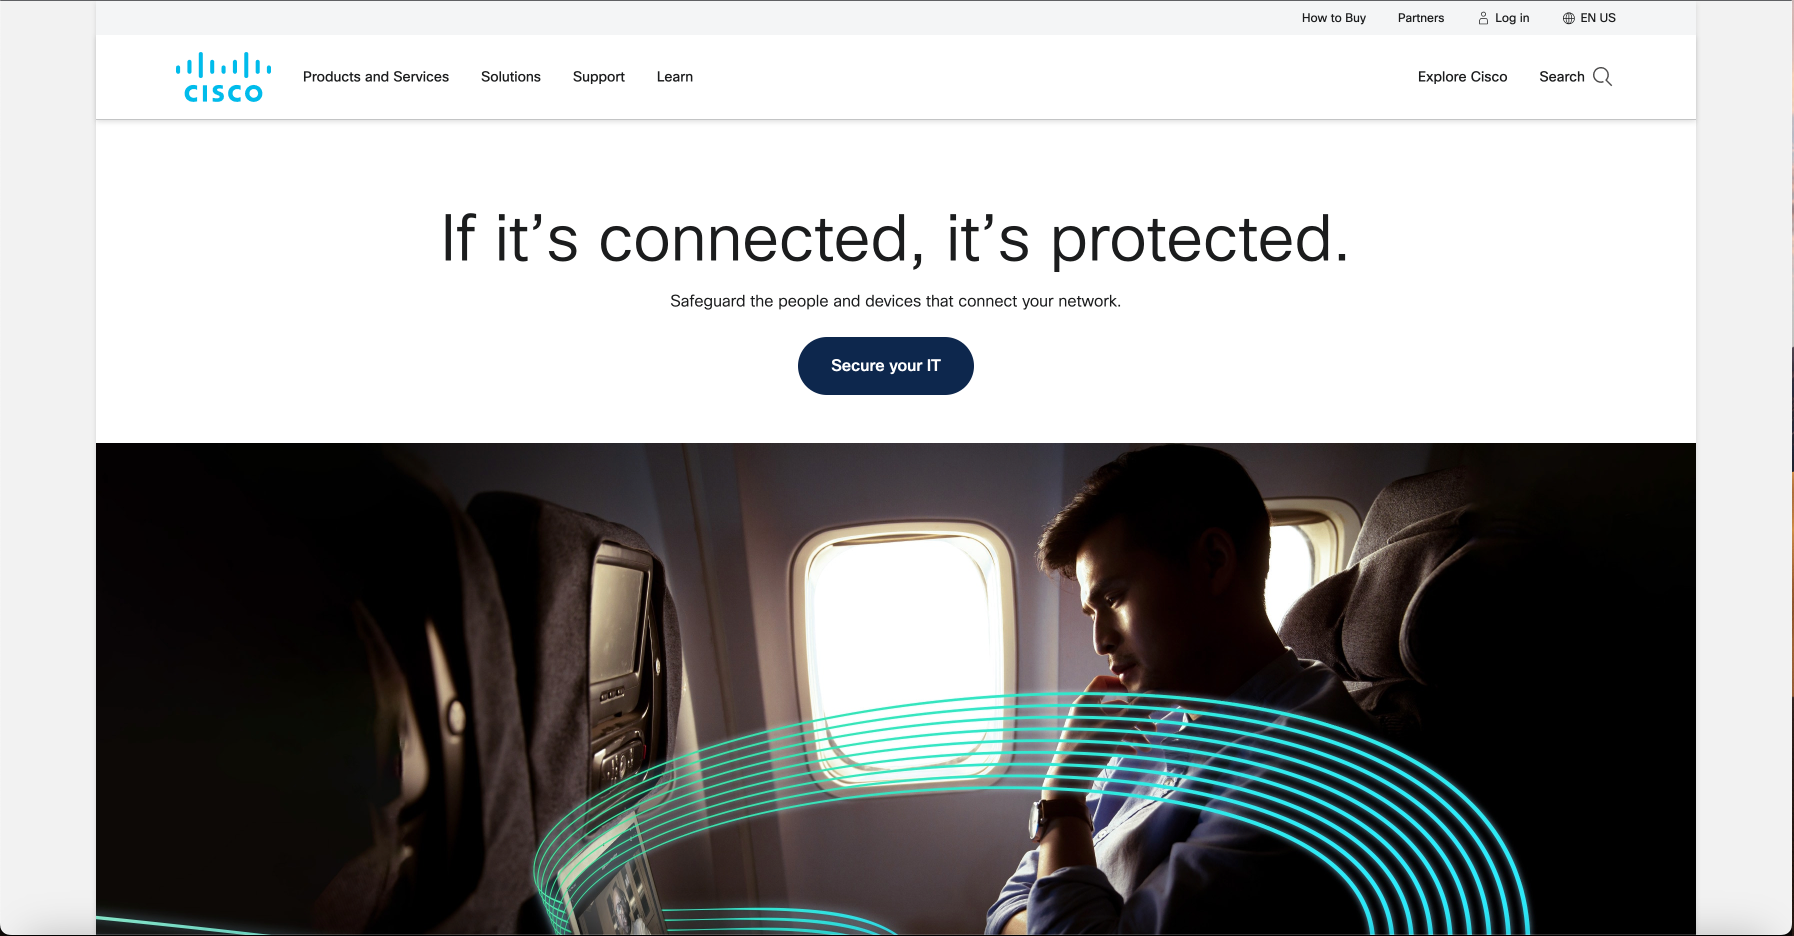 How to Buy Partners Log in EN US
CISCO Products and Services Solutions Support Learn Explore Cisco Search
If it’s connected, it’s protected.
Safeguard the people and devices that connect your network.
Secure your IT